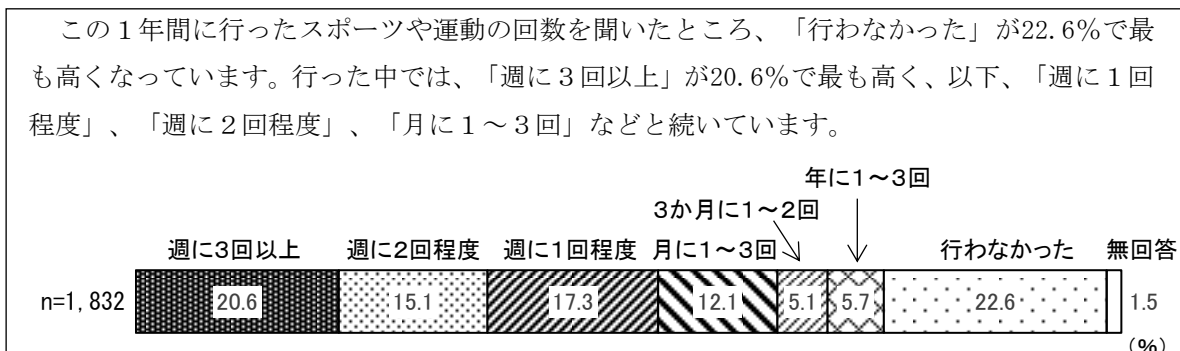 この１年間に行ったスポーツや運動の回数を聞いたところ、「行わなかった」が22.6％で最
も高くなっています。行った中では、「週に３回以上」が20.6％で最も高く、以下、「週に１回
程度」、「週に２回程度」、「月に１～３回」などと続いています。
年に１～３回
３か月に１～２回
週に３回以上 週に２回程度 週に１回程度 月に１～３回 行わなかった 無回答
n=1,832 20.6 15.1 17.3 12.1 5.1 5.7 22.6 1.5
(％)